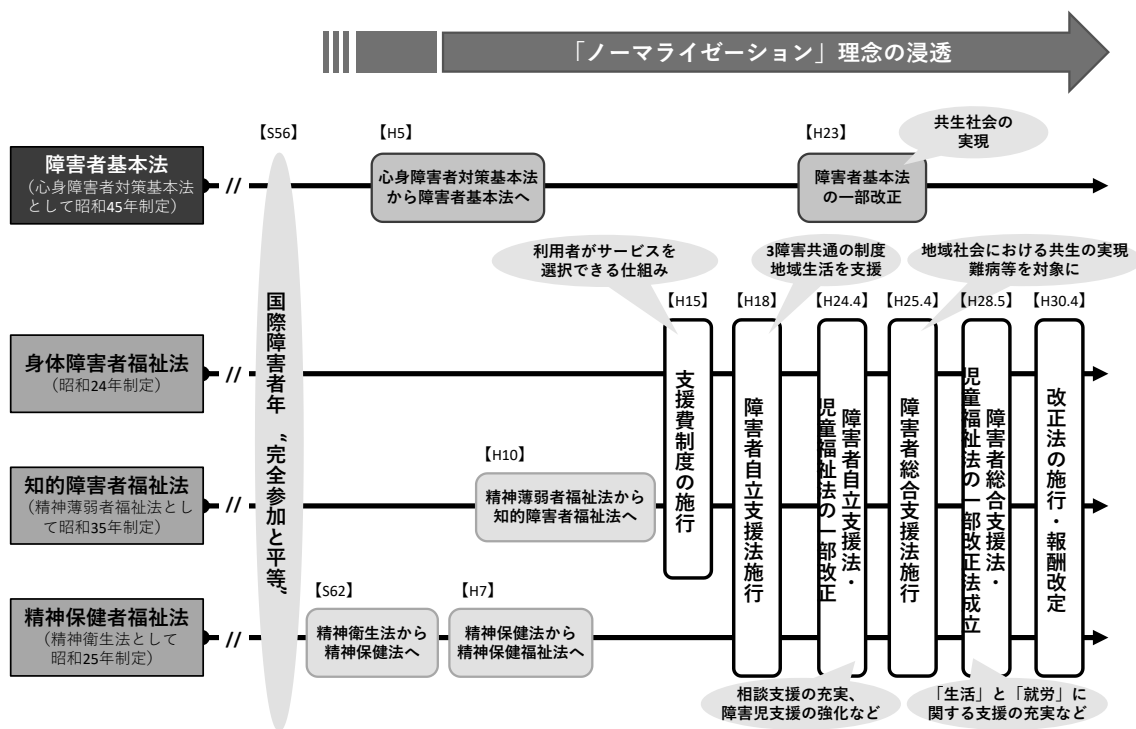 「ノーマライゼーション」理念の浸透
【S56】
【H5】
【H23】
共生社会の
実現
障害者基本法
(心身障害者対策基本法
として昭和45年制定)
//
心身障害者対策基本法
から障害者基本法へ
障害者基本法
の一部改正
利用者がサービスを
選択できる仕組み
3障害共通の制度
地域生活を支援
地域社会における共生の実現
難病等を対象に
【H15】
【H18】
【H24.4】
【H25.4】
【H28.5】
【H30.4】
国際障害者年 “完全参加と平等”
身体障害者福祉法
(昭和24年制定)
//
支援費制度の施行
障害者自立支援法施行
障害者自立支援法・
児童福祉法の一部改正
障害者総合支援法施行
障害者総合支援法・
児童福祉法の一部改正法成立
改正法の施行・報酬改定
【H10】
知的障害者福祉法
(精神薄弱者福祉法とし
て昭和35年制定)
//
精神薄弱者福祉法から
知的障害者福祉法へ
【S62】
【H7】
精神保健者福祉法
(精神衛生法として
昭和25年制定)
//
精神衛生法から
精神保健法へ
精神保健法から
精神保健福祉法へ
相談支援の充実、
障害児支援の強化など
「生活」と「就労」に
関する支援の充実など